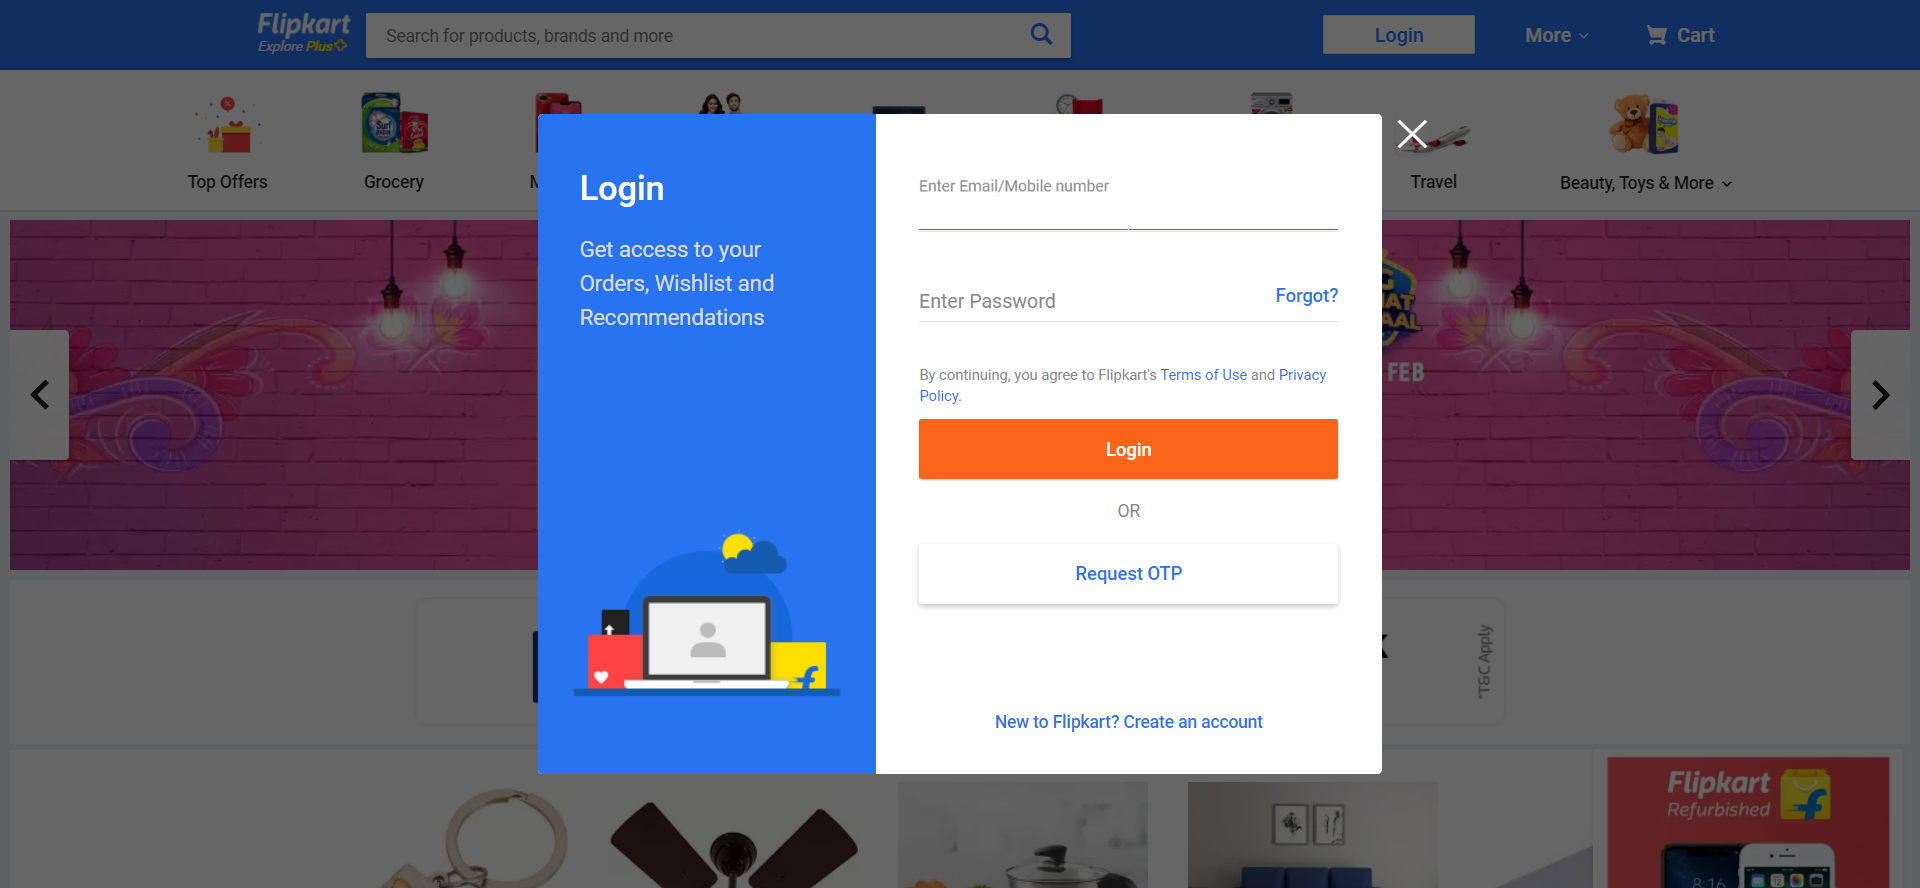 Flipkart
Explore Plus
Search for products, brands and more
Login
More
Cart
Top Offers
Grocery
Travel
Beauty, Toys & More
Login
Get access to your
Orders, Wishlist and
Recommendations
Enter Email/Mobile number
Enter Password
Forgot?
By continuing, you agree to Flipkart's Terms of Use and Privacy
Policy.
Login
OR
Request OTP
New to Flipkart? Create an account
FEB
*T&C Apply
Flipkart
Refurbished
8:16